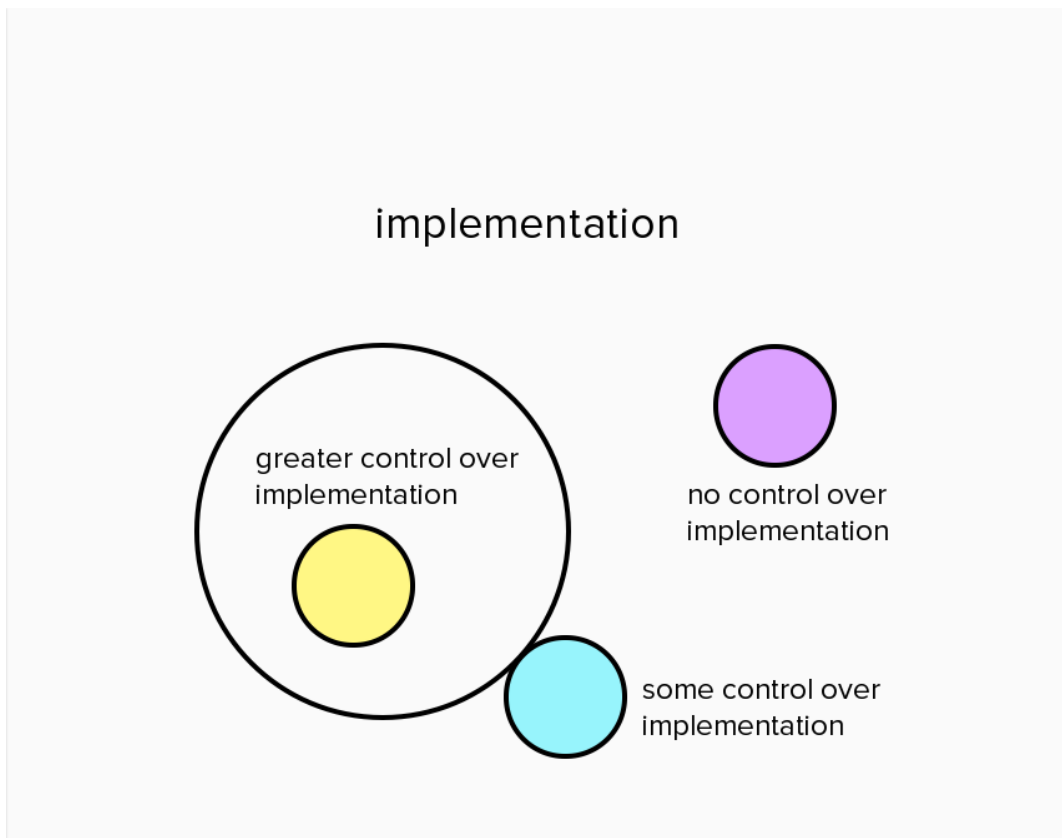 implementation
greater control over
implementation
no control over
implementation
some control over
implementation